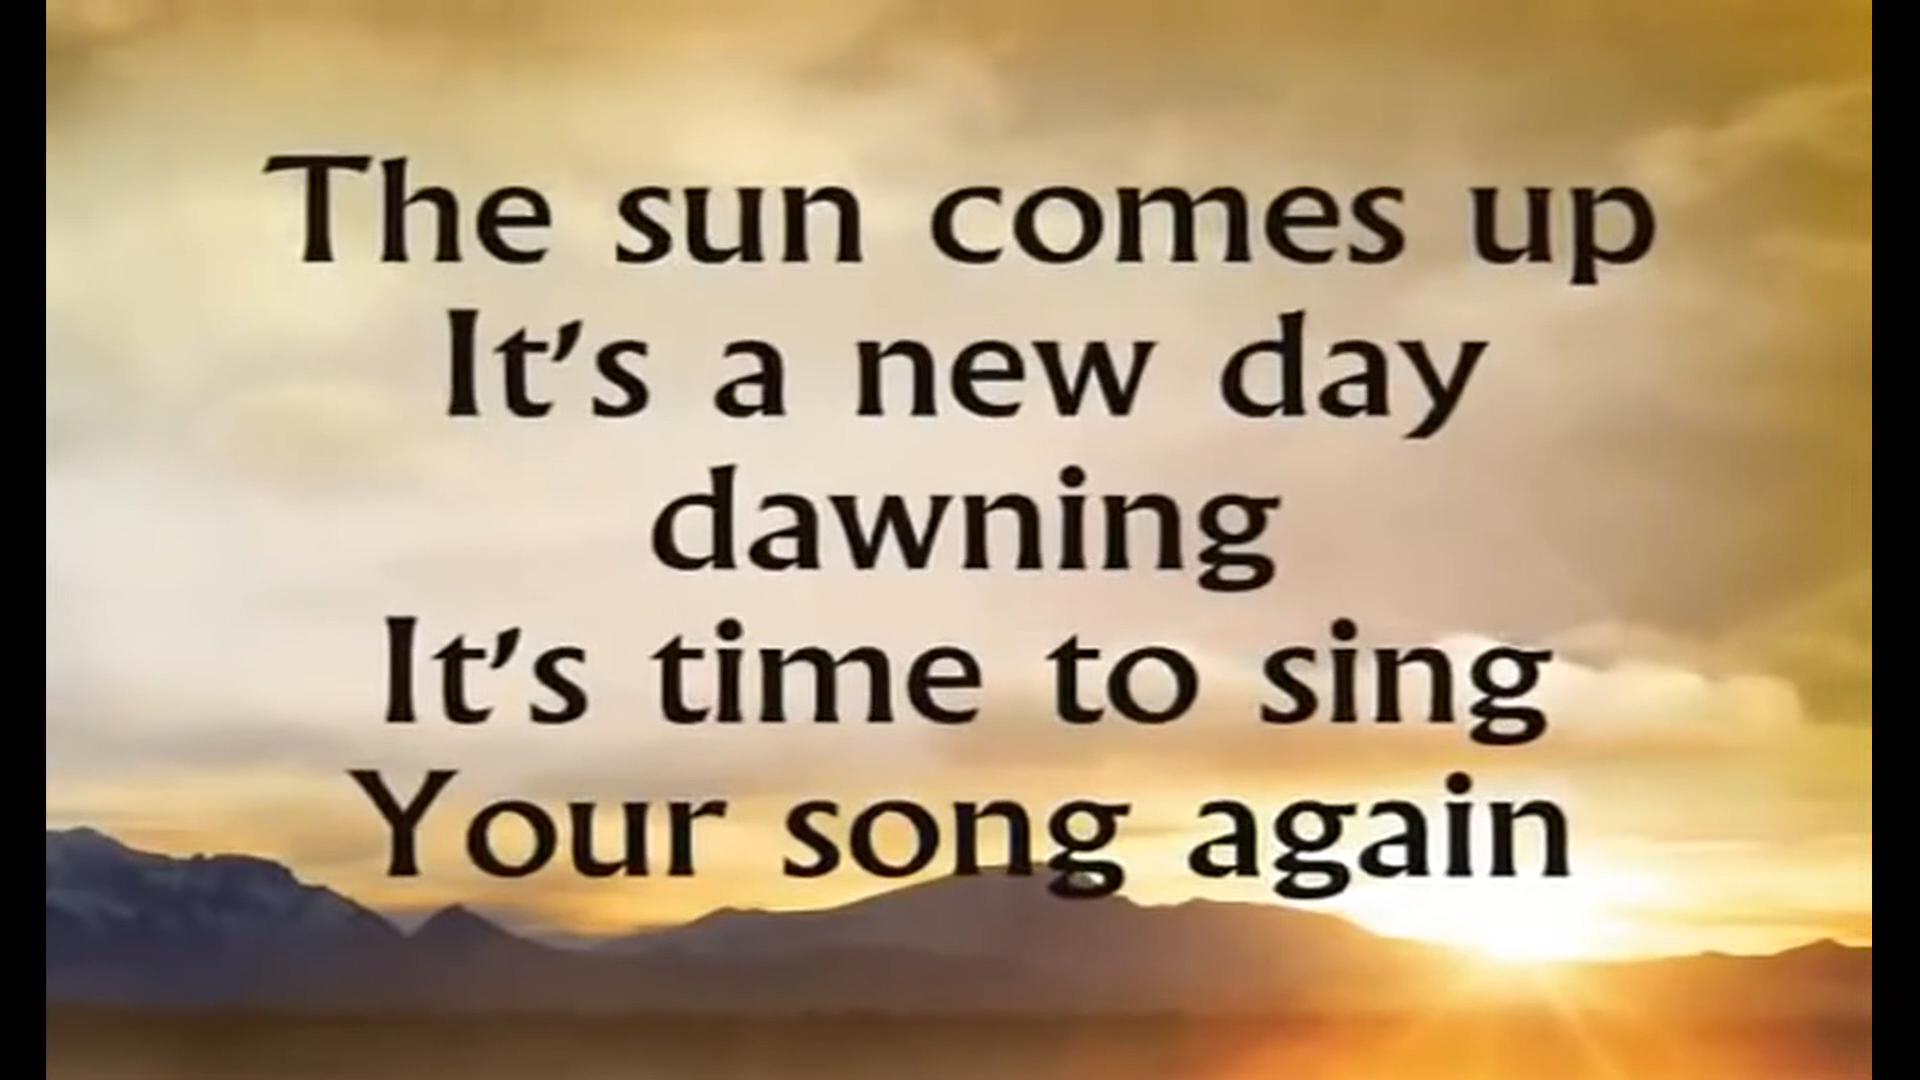 The sun comes up
It's a new day
dawning
It's time to sing
Your song again